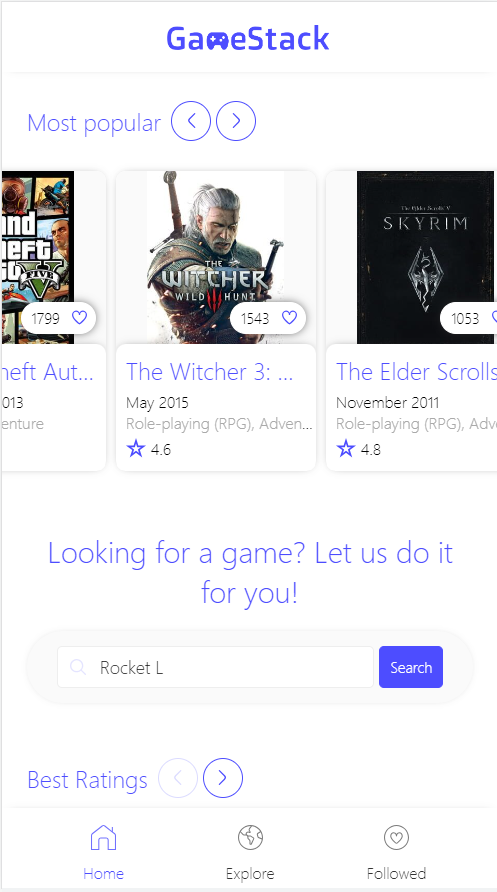 GameStack
Most popular
and
heft
V
FIVE
1799
heft Aut...
013
enture
THE
WITCHER
WILD HUNT
1543
The Witcher 3: ...
May 2015
Role-playing (RPG), Adven...
4.6
The Elder Scrolls V
SKYRIM
1053
The Elder Scrolls
November 2011
Role-playing (RPG), Adve
4.8
Looking for a game? Let us do it
for you!
Rocket L
Search
Best Ratings
Home
Explore
Followed